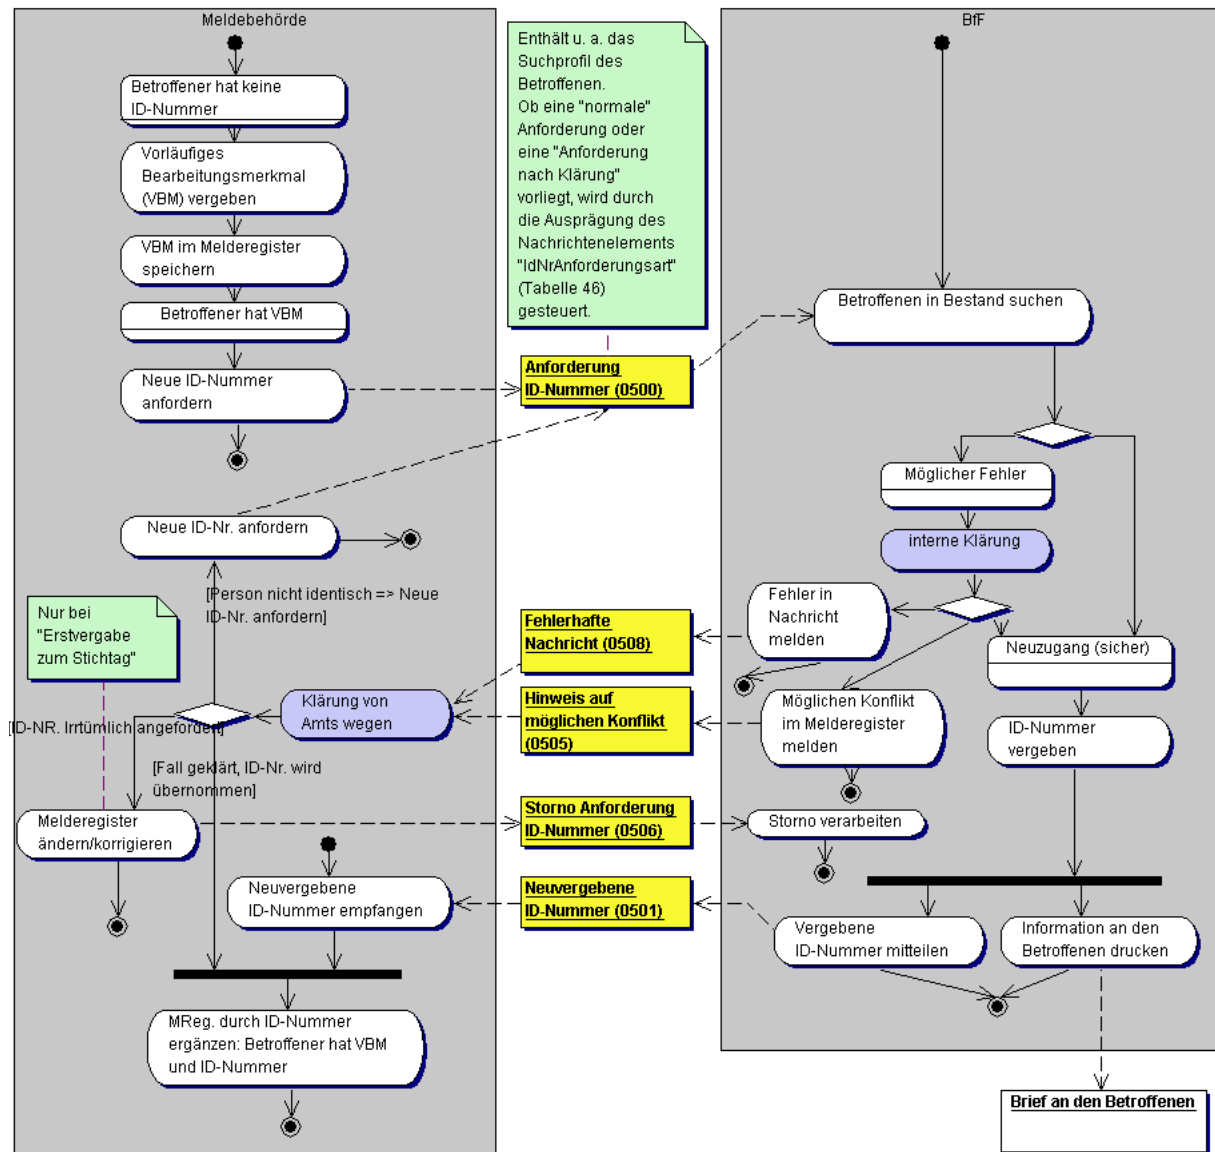 Meldebehörde
Betroffener hat keine
ID-Nummer
Vorläufiges
Bearbeitungsmerkmal
(VBM) vergeben
VBM im Melderegister
speichern
Betroffener hat VBM
Neue ID-Nummer
anfordern
Neue ID-Nr. anfordern
[Person nicht identisch => Neue
ID-Nr. anfordern]
Nur bei
"Erstvergabe
zum Stichtag"
Klärung von
Amts wegen
[ID-NR. Irrtümlich angefordert]
[Fall geklärt, ID-Nr. wird
übernommen]
Melderegister
ändern/korrigieren
Neuvergebene
ID-Nummer empfangen
MReg. durch ID-Nummer
ergänzen: Betroffener hat VBM
und ID-Nummer
Enthält u. a. das
Suchprofil des
Betroffenen.
Ob eine "normale"
Anforderung oder
eine "Anforderung
nach Klärung"
vorliegt, wird durch
die Ausprägung des
Nachrichtenelements
"IdNrAnforderungsart"
(Tabelle 46)
gesteuert.
Anforderung
ID-Nummer (0500)
Fehlerhafte
Nachricht (0508)
Hinweis auf
möglichen Konflikt
(0505)
Storno Anforderung
ID-Nummer (0506)
Neuvergebene
ID-Nummer (0501)
BfF
Betroffenen in Bestand suchen
Möglicher Fehler
interne Klärung
Fehler in
Nachricht
melden
Neuzugang (sicher)
Möglichen Konflikt
im Melderegister
melden
ID-Nummer
vergeben
Storno verarbeiten
Vergebene
ID-Nummer mitteilen
Information an den
Betroffenen drucken
Brief an den Betroffenen